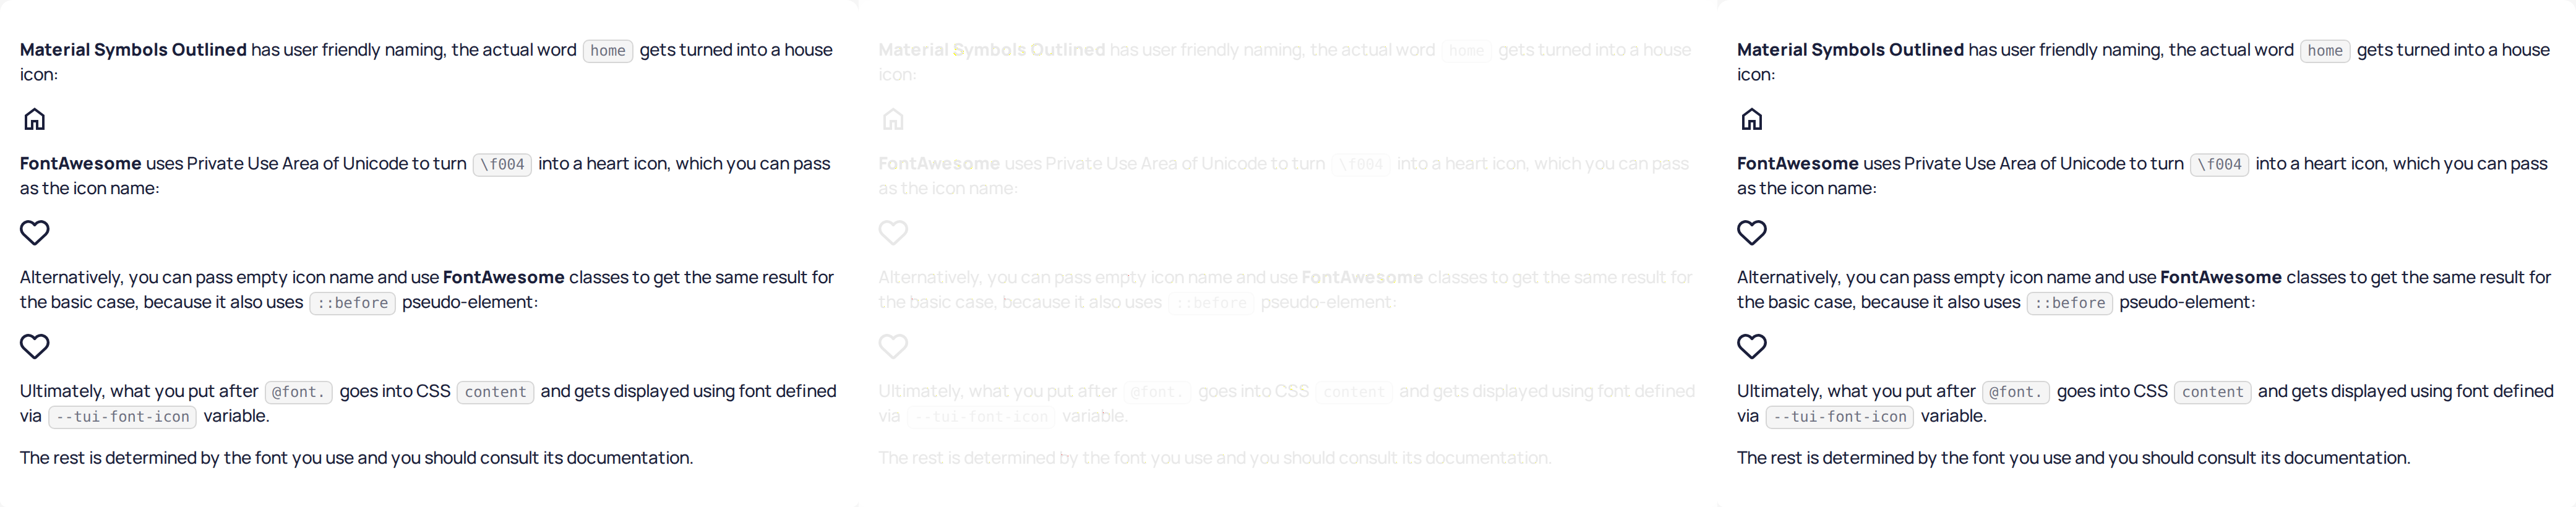 Material Symbols Outlined has user friendly naming, the actual word home gets turned into a house
icon:
FontAwesome uses Private Use Area of Unicode to turn \f004 into a heart icon, which you can pass
as the icon name:
Alternatively, you can pass empty icon name and use FontAwesome classes to get the same result for
the basic case, because it also uses ::before pseudo-element:
Ultimately, what you put after @font. goes into CSS content and gets displayed using font defined
via --tui-font-icon variable.
The rest is determined by the font you use and you should consult its documentation.
Material Symbols Outlined has user friendly naming, the actual word home gets turned into a house
icon:
FontAwesome uses Private Use Area of Unicode to turn \f004 into a heart icon, which you can pass
as the icon name:
Alternatively, you can pass empty icon name and use FontAwesome classes to get the same result for
the basic case, because it also uses ::before pseudo-element:
Ultimately, what you put after @font. goes into CSS content and gets displayed using font defined
via --tui-font-icon variable.
The rest is determined by the font you use and you should consult its documentation.
Material Symbols Outlined has user friendly naming, the actual word home gets turned into a house
icon:
FontAwesome uses Private Use Area of Unicode to turn \f004 into a heart icon, which you can pass
as the icon name:
Alternatively, you can pass empty icon name and use FontAwesome classes to get the same result for
the basic case, because it also uses ::before pseudo-element:
Ultimately, what you put after @font. goes into CSS content and gets displayed using font defined
via --tui-font-icon variable.
The rest is determined by the font you use and you should consult its documentation.